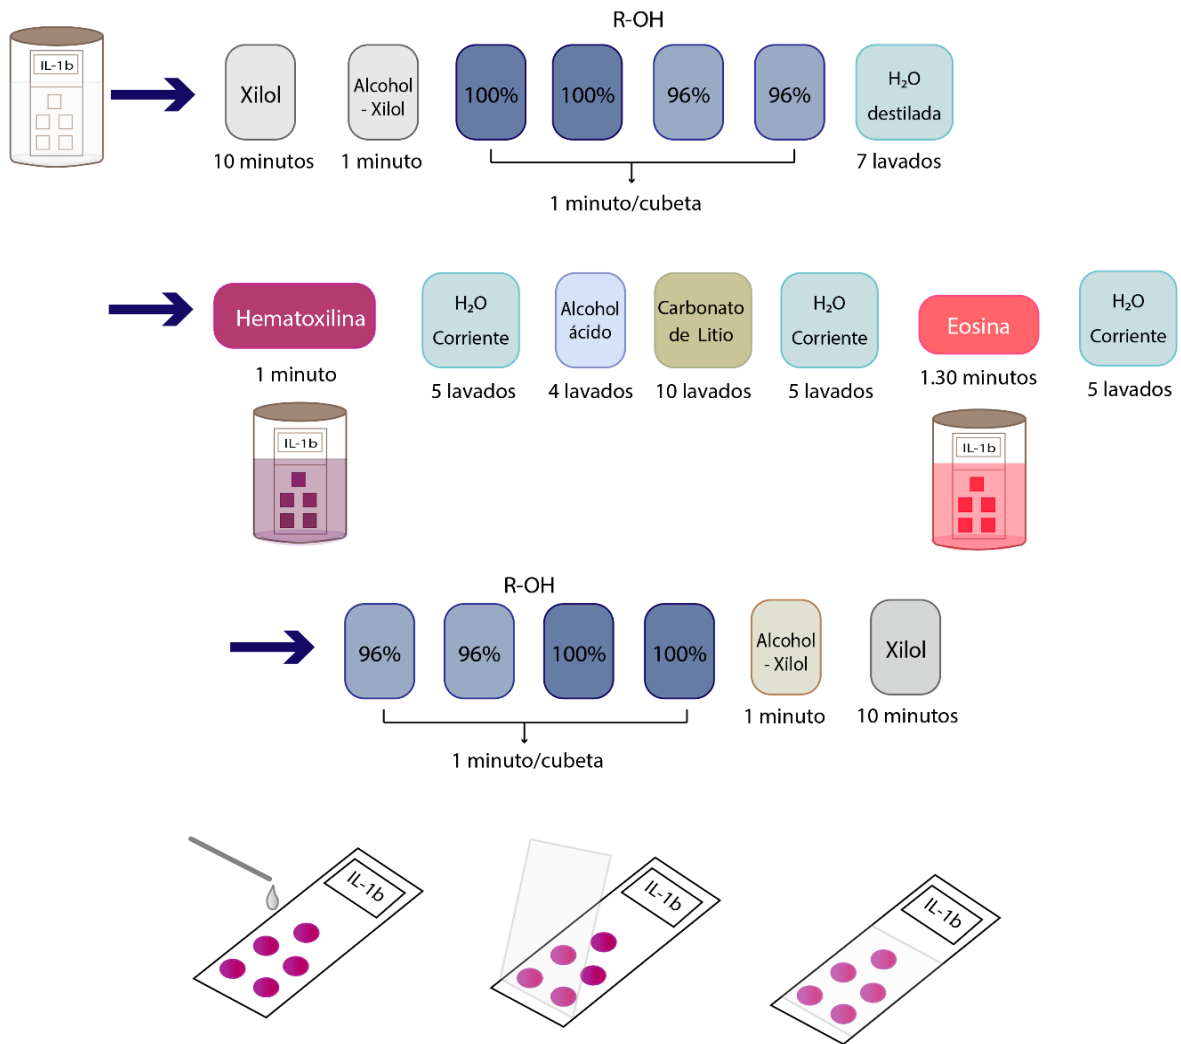 R-OH
IL-1b
Xilol
Alcohol
- Xilol
100%
100%
96%
96%
H₂O
destilada
10 minutos
1 minuto
7 lavados
1 minuto/cubeta
Hematoxilina
H₂O
Corriente
Alcohol
ácido
Carbonato
de Litio
H₂O
Corriente
Eosina
H₂O
Corriente
1 minuto
5 lavados
4 lavados
10 lavados
5 lavados
1.30 minutos
5 lavados
IL-1b
IL-1b
R-OH
96%
96%
100%
100%
Alcohol
- Xilol
Xilol
1 minuto
10 minutos
1 minuto/cubeta
IL-1b
IL-1b
IL-1b